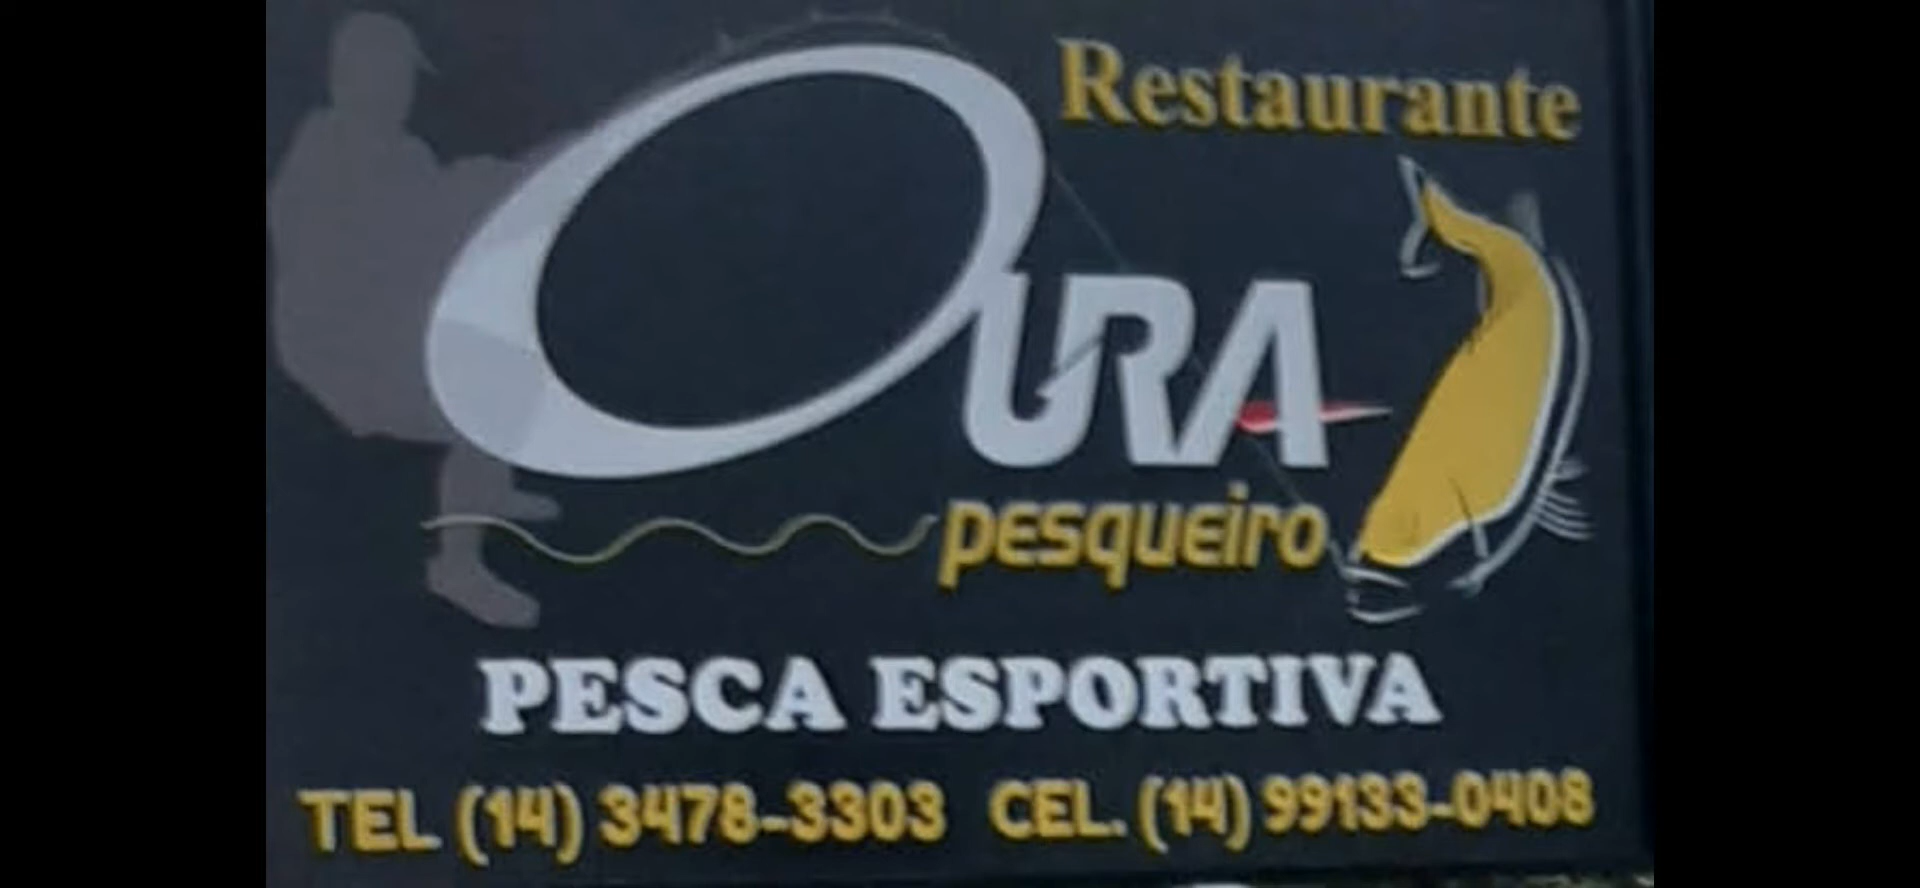 Restaurante
OURA
pesqueiro
PESCA ESPORTIVA
TEL (14) 3478-3303 CEL. (14) 99133-0408